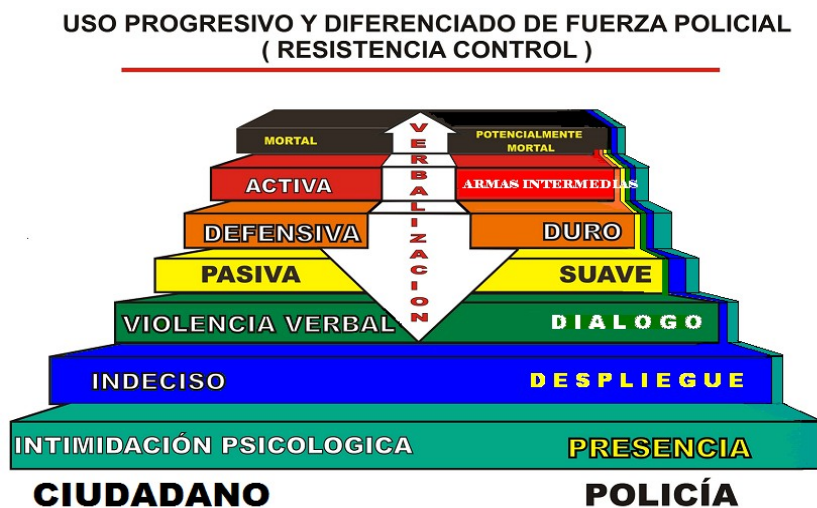 USO PROGRESIVO Y DIFERENCIADO DE FUERZA POLICIAL
( RESISTENCIA CONTROL )
VERBALIZACION
MORTAL
POTENCIALMENTE
MORTAL
ACTIVA
ARMAS INTERMEDIAS
DEFENSIVA
DURO
PASIVA
SUAVE
VIOLENCIA VERBAL
DIALOGO
INDECISO
DESPLIEGUE
INTIMIDACIÓN PSICOLOGICA
PRESENCIA
CIUDADANO
POLICÍA